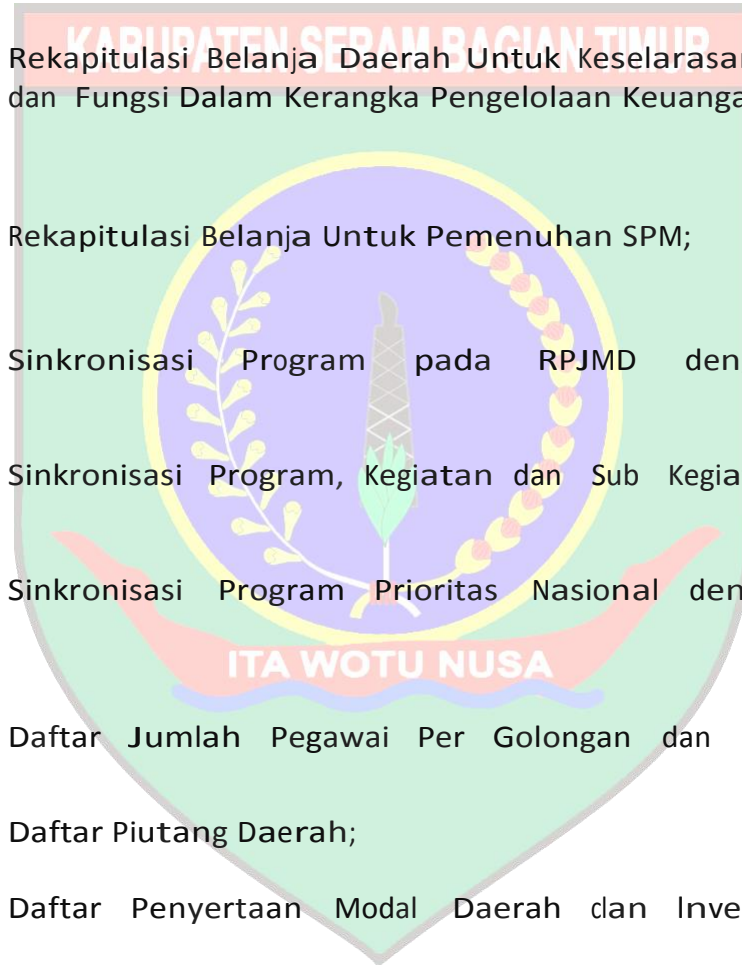 KABUPATEN SERAM BAGIAN TIMUR
Rekapitulasi Belanja Daerah Untuk Keselarasan
dan Fungsi Dalam Kerangka Pengelolaan Keuanga
Rekapitulasi Belanja Untuk Pemenuhan SPM;
Sinkronisasi Program pada RPJMD den
Sinkronisasi Program, Kegiatan dan Sub Kegia
Sinkronisasi Program Prioritas Nasional den
ITA WOTU NUSA
Daftar Jumlah Pegawai Per Golongan dan
Daftar Piutang Daerah;
Daftar Penyertaan Modal Daerah clan lnve